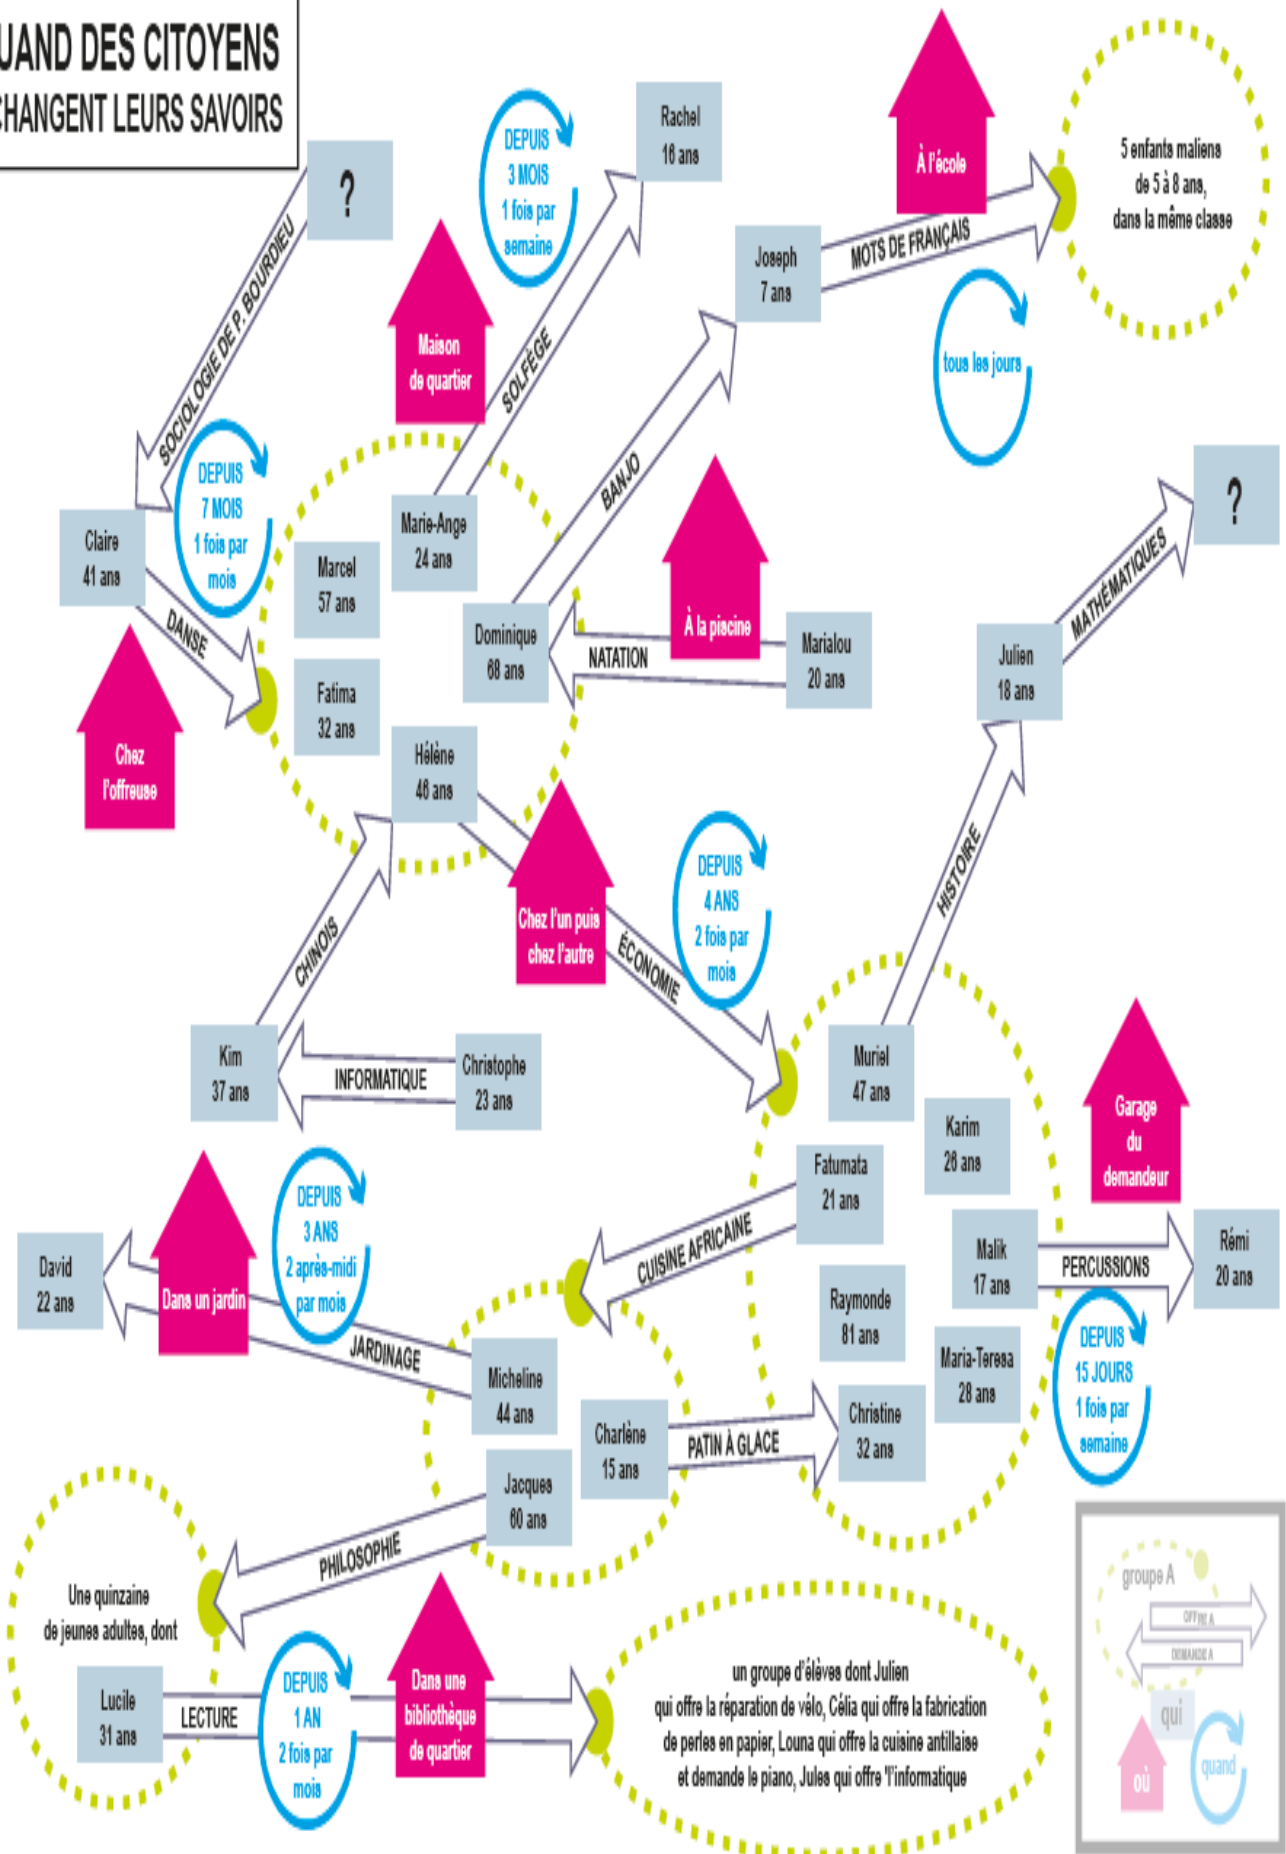 UAND DES CITOYENS
CHANGENT LEURS SAVOIRS
?
SOCIOLOGIE DE P. BOURDIEU
DEPUIS
3 MOIS
1 fois par
semaine
Rachel
16 ans
À l'école
5 enfants maliens
de 5 à 8 ans,
dans la même classe
Joseph
7 ans
MOTS DE FRANÇAIS
tous les jours
Maison
de quartier
SOLFÈGE
BANJO
Claire
41 ans
DEPUIS
7 MOIS
1 fois par
mois
DANSE
Chez
l'offreuse
Marie-Ange
24 ans
Marcel
57 ans
Dominique
68 ans
Fatima
32 ans
Hélène
46 ans
NATATION
À la piscine
Marialou
20 ans
?
MATHÉMATIQUES
Julien
18 ans
HISTOIRE
CHINOIS
Chez l'un puis
chez l'autre
ÉCONOMIE
DEPUIS
4 ANS
2 fois par
mois
Kim
37 ans
INFORMATIQUE
Christophe
23 ans
Muriel
47 ans
Karim
26 ans
Fatumata
21 ans
Malik
17 ans
Raymonde
81 ans
Maria-Teresa
28 ans
Christine
32 ans
Garage
du
demandeur
PERCUSSIONS
Rémi
20 ans
DEPUIS
15 JOURS
1 fois par
semaine
CUISINE AFRICAINE
David
22 ans
Dans un jardin
DEPUIS
3 ANS
2 après-midi
par mois
JARDINAGE
Micheline
44 ans
Charlène
15 ans
PATIN À GLACE
Jacques
60 ans
PHILOSOPHIE
Une quinzaine
de jeunes adultes, dont
Lucile
31 ans
LECTURE
DEPUIS
1 AN
2 fois par
mois
Dans une
bibliothèque
de quartier
un groupe d'élèves dont Julien
qui offre la réparation de vélo, Célia qui offre la fabrication
de perles en papier, Louna qui offre la cuisine antillaise
et demande le piano, Jules qui offre 'l'informatique
groupe A
OFFRE A
DEMANDE A
qui
où
quand